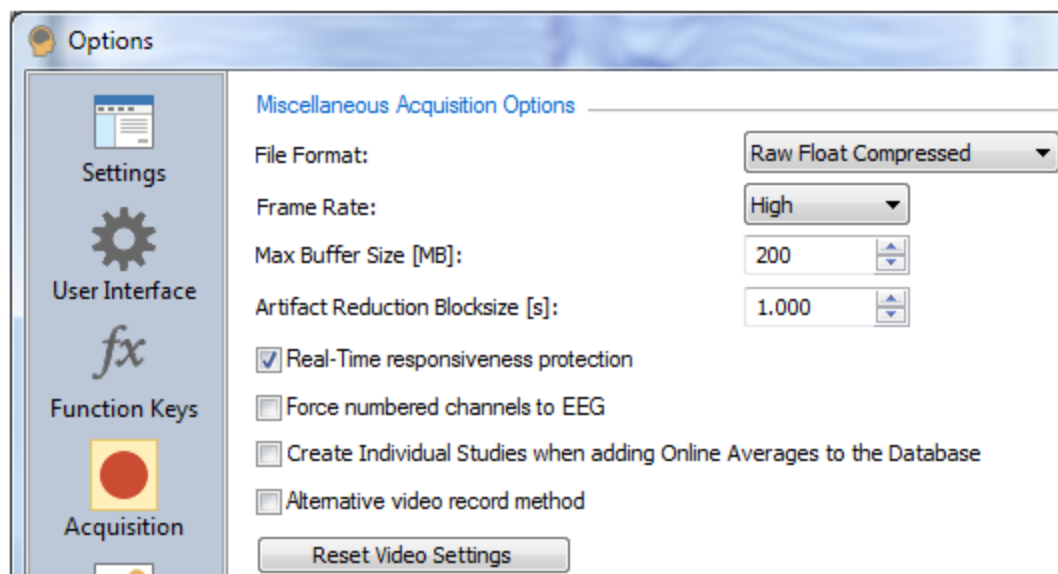 Options
Settings
User Interface
fx
Function Keys
Acquisition
Miscellaneous Acquisition Options
File Format: Raw Float Compressed
Frame Rate: High
Max Buffer Size [MB]: 200
Artifact Reduction Blocksize [s]: 1.000
Real-Time responsiveness protection
Force numbered channels to EEG
Create Individual Studies when adding Online Averages to the Database
Alternative video record method
Reset Video Settings